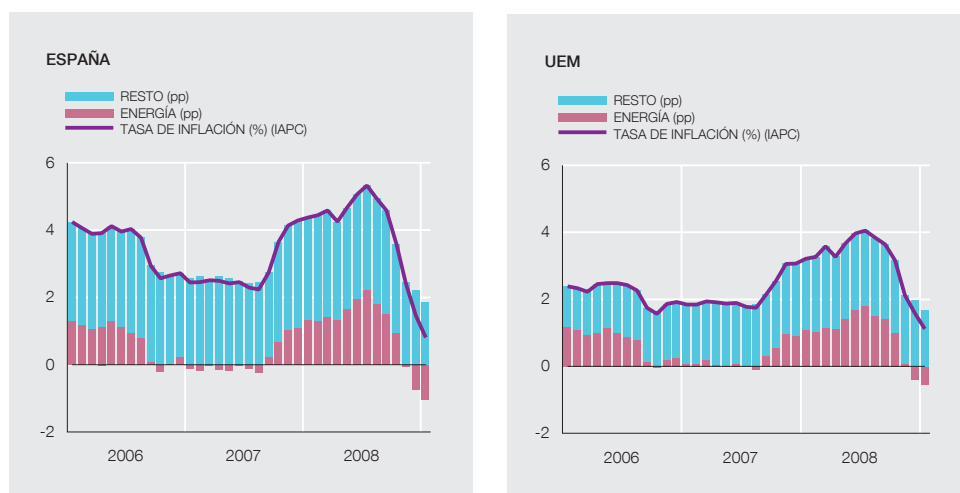 ESPAÑA
RESTO (pp)
ENERGÍA (pp)
TASA DE INFLACIÓN (%) (IAPC)
6
4
2
0
-2
2006 2007 2008
UEM
RESTO (pp)
ENERGÍA (pp)
TASA DE INFLACIÓN (%) (IAPC)
6
4
2
0
-2
2006 2007 2008